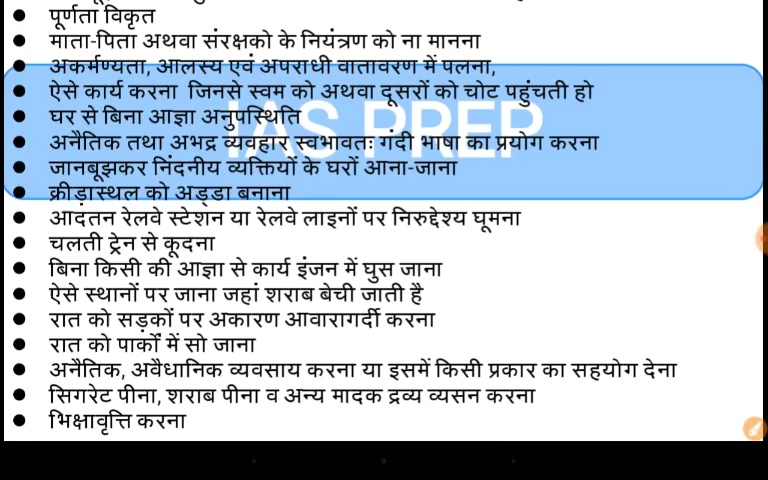 पूर्णता विकृत
माता-पिता अथवा संरक्षको के नियंत्रण को ना मानना
अकर्मण्यता, आलस्य एवं अपराधी वातावरण में पलना,
ऐसे कार्य करना जिनसे स्वम को अथवा दूसरों को चोट पहुंचती हो
घर से बिना आज्ञा अनुपस्थिति
IAS PREP
अनैतिक तथा अभद्र व्यवहार स्वभावतः गंदी भाषा का प्रयोग करना
जानबूझकर निंदनीय व्यक्तियों के घरों आना-जाना
क्रीड़ास्थल को अड्डा बनाना
आदतन रेलवे स्टेशन या रेलवे लाइनों पर निरुद्देश्य घूमना
चलती ट्रेन से कूदना
बिना किसी की आज्ञा से कार्य इंजन में घुस जाना
ऐसे स्थानों पर जाना जहां शराब बेची जाती है
रात को सड़कों पर अकारण आवारागर्दी करना
रात को पार्कों में सो जाना
अनैतिक, अवैधानिक व्यवसाय करना या इसमें किसी प्रकार का सहयोग देना
सिगरेट पीना, शराब पीना व अन्य मादक द्रव्य व्यसन करना
भिक्षावृत्ति करना